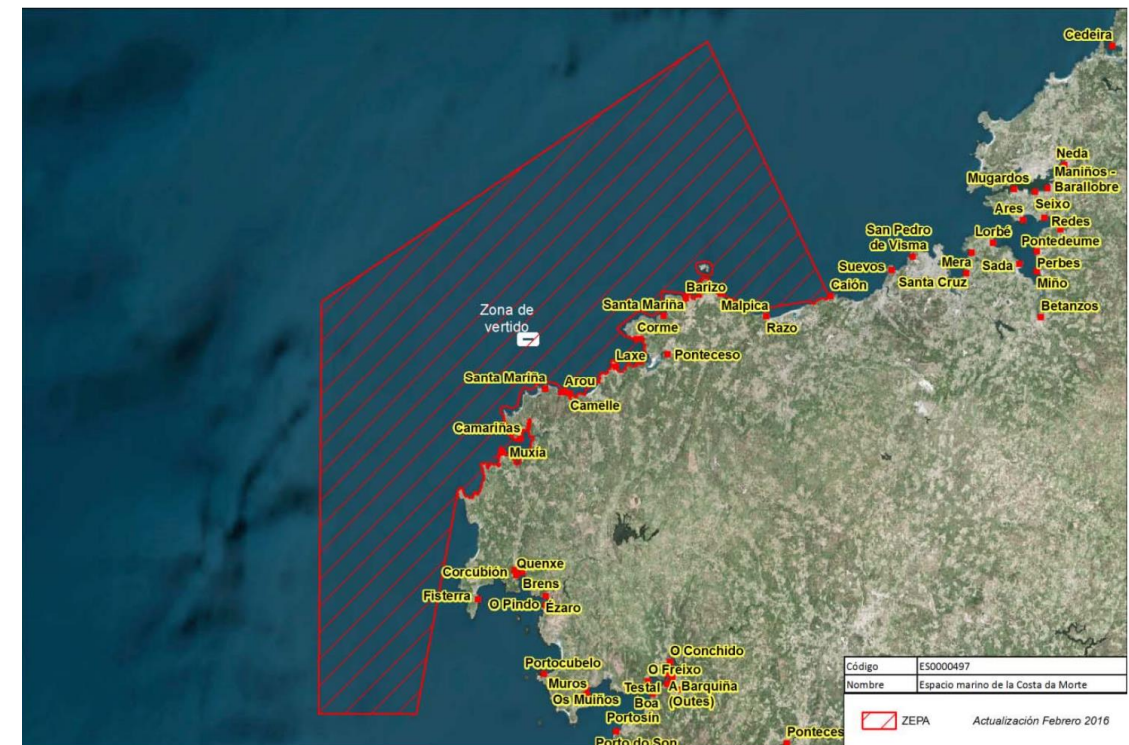 Cedeira
Neda
Mugardos
Maniños -
Barallobre
Ares
Seixo
Redes
San Pedro
de Visma
Lorbé
Pontedeume
Suevos
Mera
Sada
Perbes
Santa Cruz
Miño
Caión
Betanzos
Barizo
Santa Mariña
Malpica
Zona de
vertido
Corme
Razo
Laxe
Ponteceso
Santa Mariña
Arou
Camelle
Camariñas
Muxía
Quenxe
Corcubión
Brens
Fisterra
O Pindo
Ézaro
O Conchido
Portocubelo
O Freixo
Muros
Testal
A Barquiña
(Outes)
Os Muiños
Boa
Portosín
Porto do Son
Ponteces
Código
ES0000497
Nombre
Espacio marino de la Costa da Morte
ZEPA
Actualización Febrero 2016